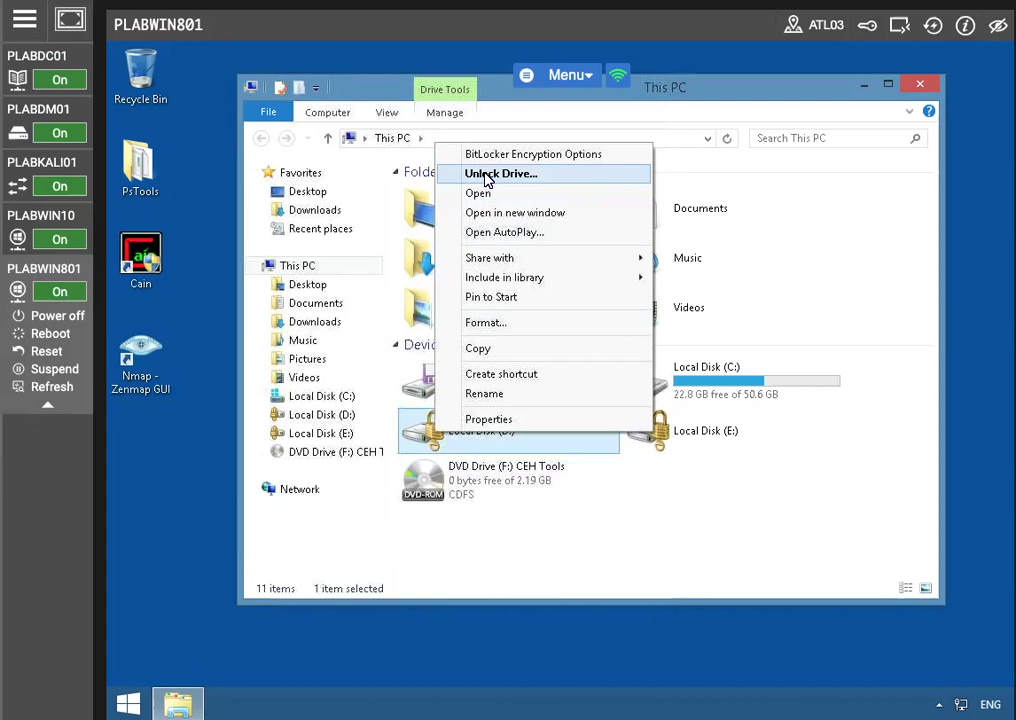 PLABWIN801
ATL03
PLABDC01
On
PLABDM01
On
PLABKALI01
On
PLABWIN10
On
PLABWIN801
On
Power off
Reboot
Reset
Suspend
Refresh
Recycle Bin
PsTools
Cain
Nmap -
Zenmap GUI
Menu
Drive Tools
This PC
File
Computer
View
Manage
This PC
Search This PC
Favorites
Desktop
Downloads
Recent places
This PC
Desktop
Documents
Downloads
Music
Pictures
Videos
Local Disk (C:)
Local Disk (D:)
Local Disk (E:)
DVD Drive (F:) CEH T
Network
BitLocker Encryption Options
Unlock Drive...
Open
Open in new window
Open AutoPlay...
Share with
Include in library
Pin to Start
Format...
Copy
Create shortcut
Rename
Properties
Documents
Music
Videos
Local Disk (C:)
22.8 GB free of 50.6 GB
Local Disk (E:)
DVD Drive (F:) CEH Tools
0 bytes free of 2.19 GB
CDFS
DVD-ROM
11 items
1 item selected
ENG